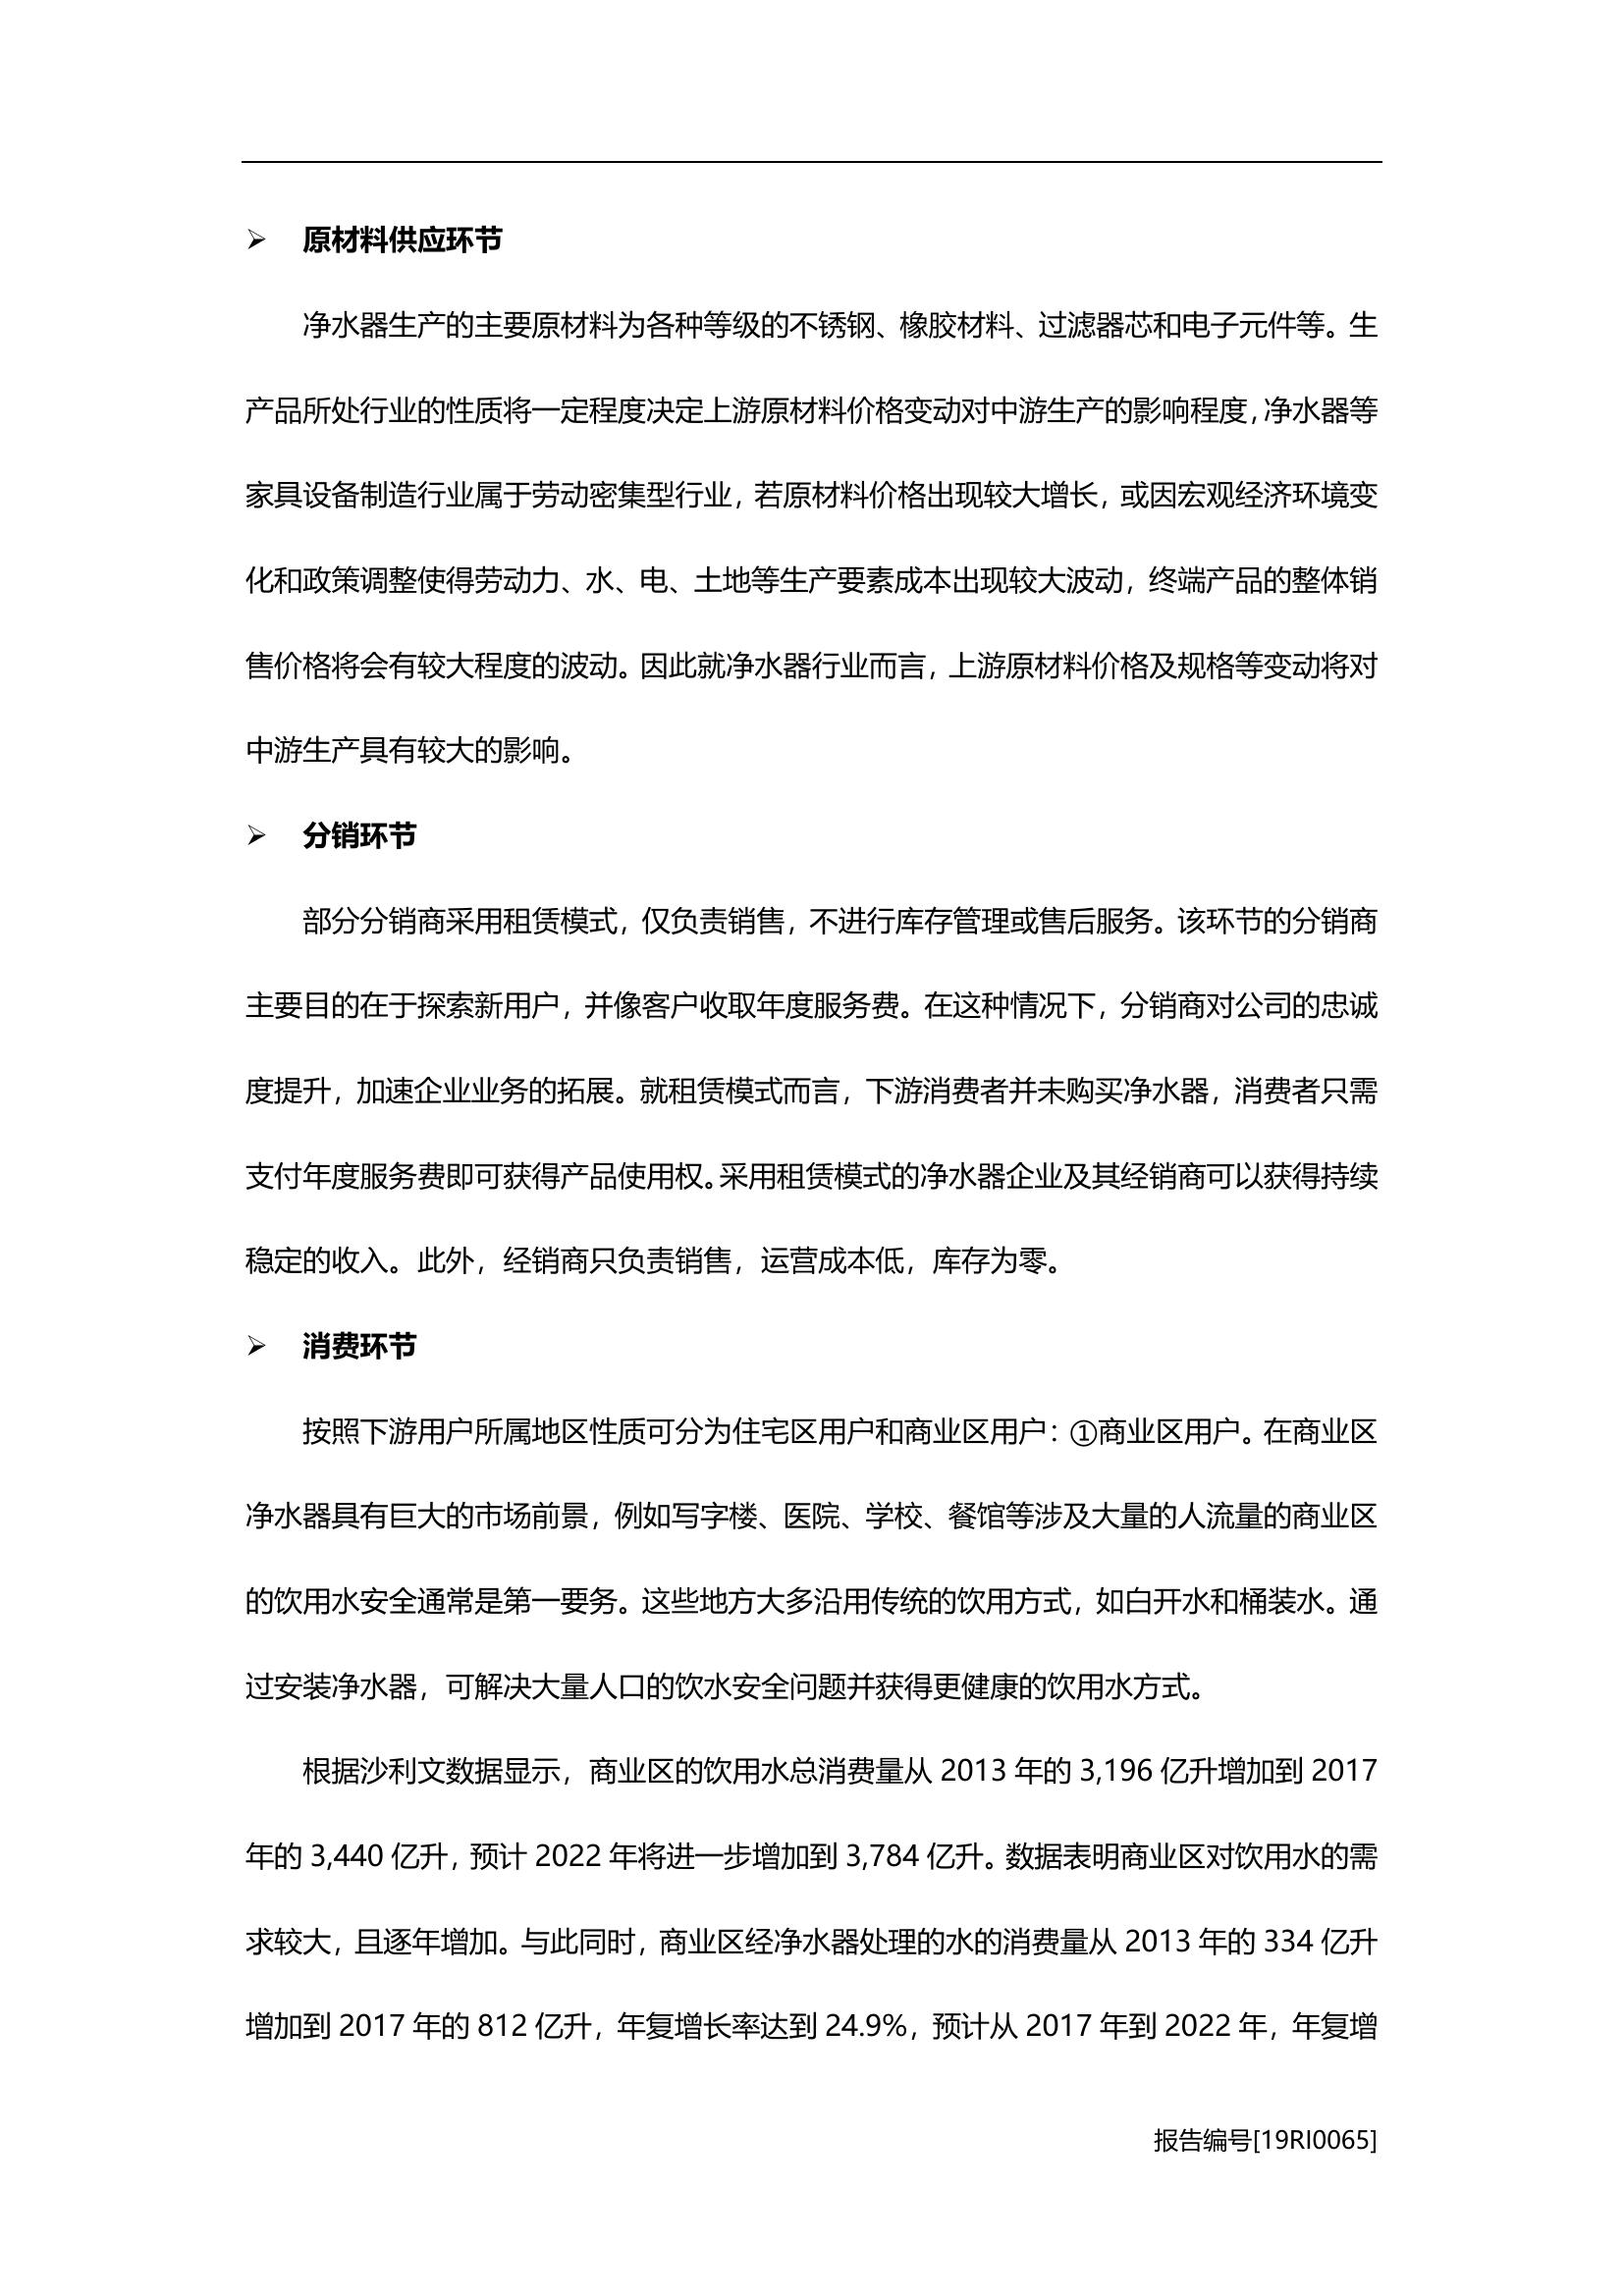 ➢ 原材料供应环节
净水器生产的主要原材料为各种等级的不锈钢、橡胶材料、过滤器芯和电子元件等。生
产品所处行业的性质将一定程度决定上游原材料价格变动对中游生产的影响程度，净水器等
家具设备制造行业属于劳动密集型行业，若原材料价格出现较大增长，或因宏观经济环境变
化和政策调整使得劳动力、水、电、土地等生产要素成本出现较大波动，终端产品的整体销
售价格将会有较大程度的波动。因此就净水器行业而言，上游原材料价格及规格等变动将对
中游生产具有较大的影响。
➢ 分销环节
部分分销商采用租赁模式，仅负责销售，不进行库存管理或售后服务。该环节的分销商
主要目的在于探索新用户，并像客户收取年度服务费。在这种情况下，分销商对公司的忠诚
度提升，加速企业业务的拓展。就租赁模式而言，下游消费者并未购买净水器，消费者只需
支付年度服务费即可获得产品使用权。采用租赁模式的净水器企业及其经销商可以获得持续
稳定的收入。此外，经销商只负责销售，运营成本低，库存为零。
➢ 消费环节
按照下游用户所属地区性质可分为住宅区用户和商业区用户：①商业区用户。在商业区
净水器具有巨大的市场前景，例如写字楼、医院、学校、餐馆等涉及大量的人流量的商业区
的饮用水安全通常是第一要务。这些地方大多沿用传统的饮用方式，如白开水和桶装水。通
过安装净水器，可解决大量人口的饮水安全问题并获得更健康的饮用水方式。
根据沙利文数据显示，商业区的饮用水总消费量从 2013 年的 3,196 亿升增加到 2017
年的 3,440 亿升，预计 2022 年将进一步增加到 3,784 亿升。数据表明商业区对饮用水的需
求较大，且逐年增加。与此同时，商业区经净水器处理的水的消费量从 2013 年的 334 亿升
增加到 2017 年的 812 亿升，年复增长率达到 24.9%，预计从 2017 年到 2022 年，年复增
报告编号[19RI0065]